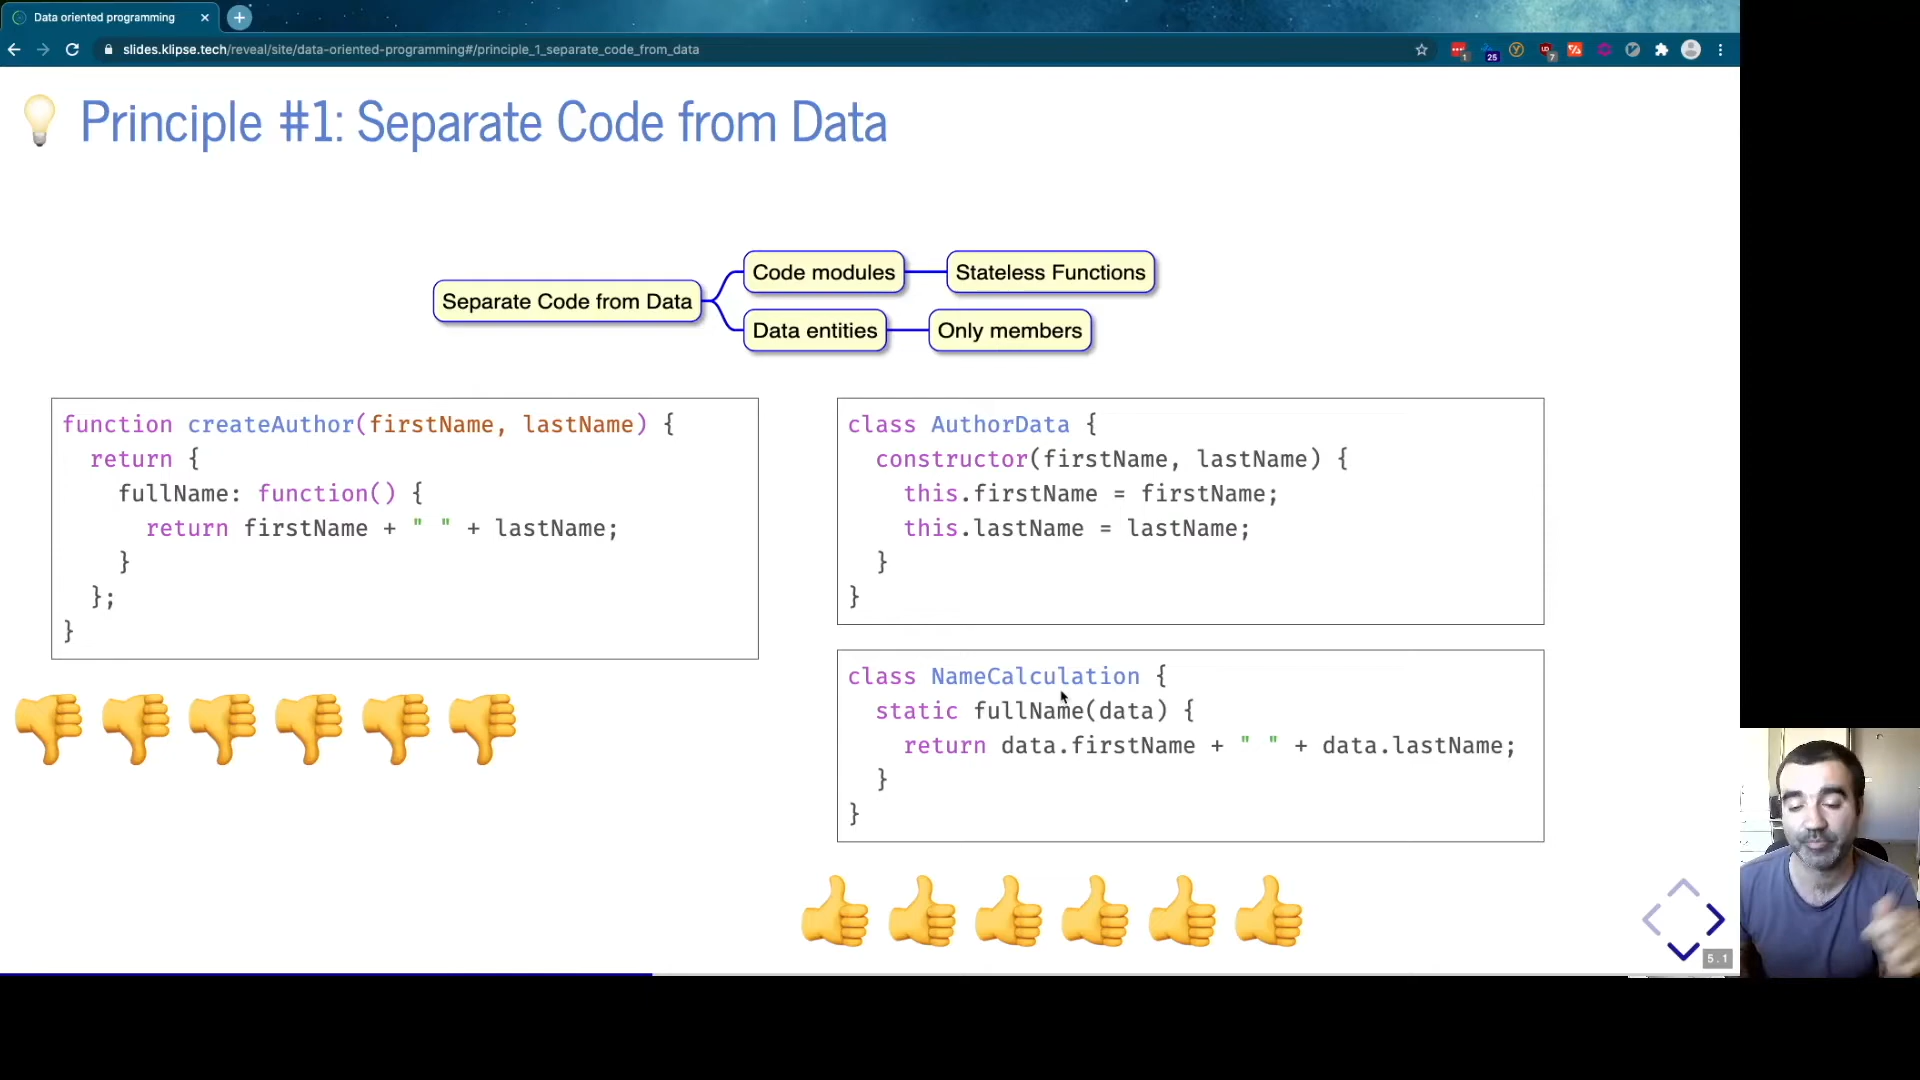 Data oriented programming
slides.klipse.tech/reveal/site/data-oriented-programming#/principle_1_separate_code_from_data
1
25
7
Principle #1: Separate Code from Data
Separate Code from Data
Code modules
Stateless Functions
Data entities
Only members
function createAuthor(firstName, lastName) {
  return {
    fullName: function() {
      return firstName + " " + lastName;
    }
  };
}
class AuthorData {
  constructor(firstName, lastName) {
    this.firstName = firstName;
    this.lastName = lastName;
  }
}
class NameCalculation {
  static fullName(data) {
    return data.firstName + " " + data.lastName;
  }
}
5.1